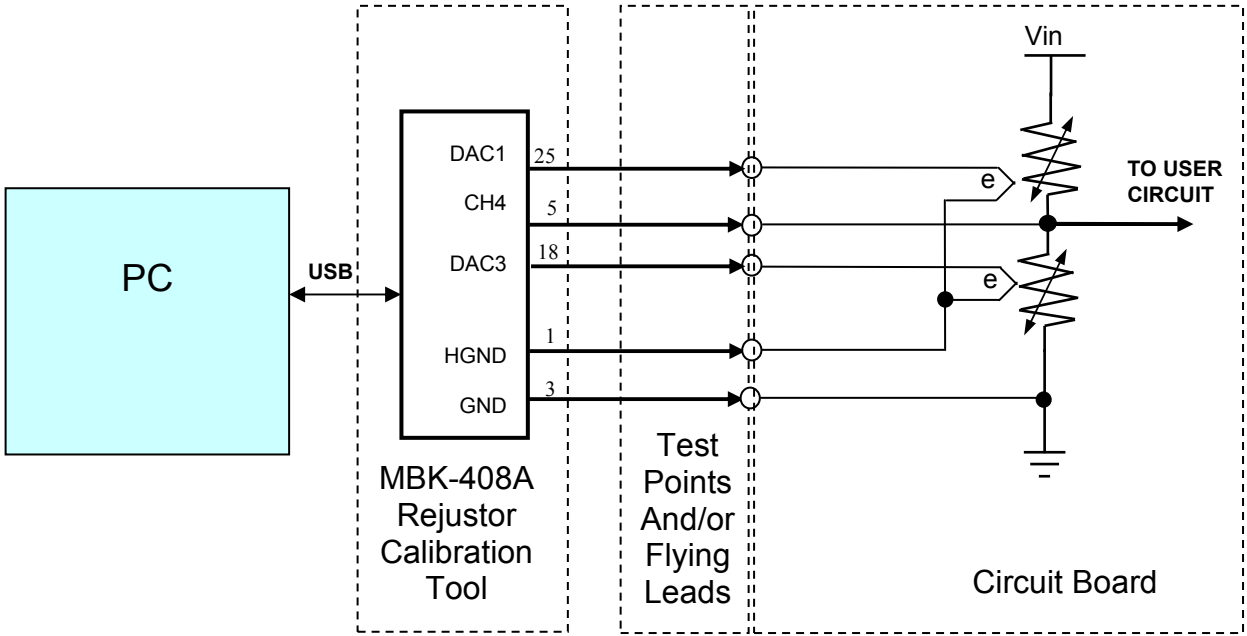 PC
USB
DAC1
25
CH4
5
DAC3
18
HGND
1
GND
3
MBK-408A
Rejustor
Calibration
Tool
Test
Points
And/or
Flying
Leads
Vin
e
TO USER
CIRCUIT
e
Circuit Board